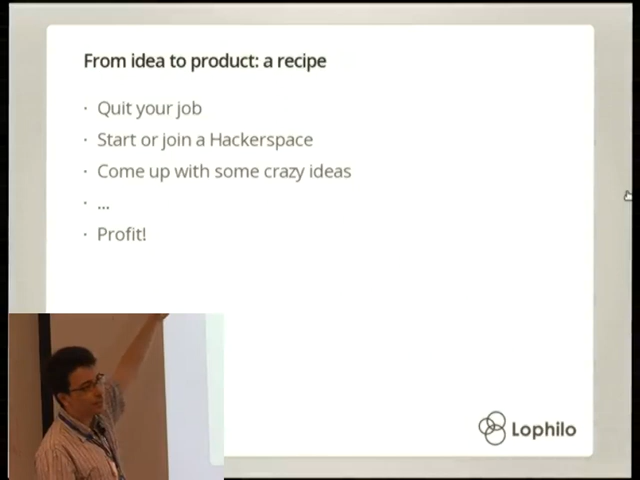 From idea to product: a recipe
· Quit your job
· Start or join a Hackerspace
· Come up with some crazy ideas
· ...
· Profit!
Lophilo